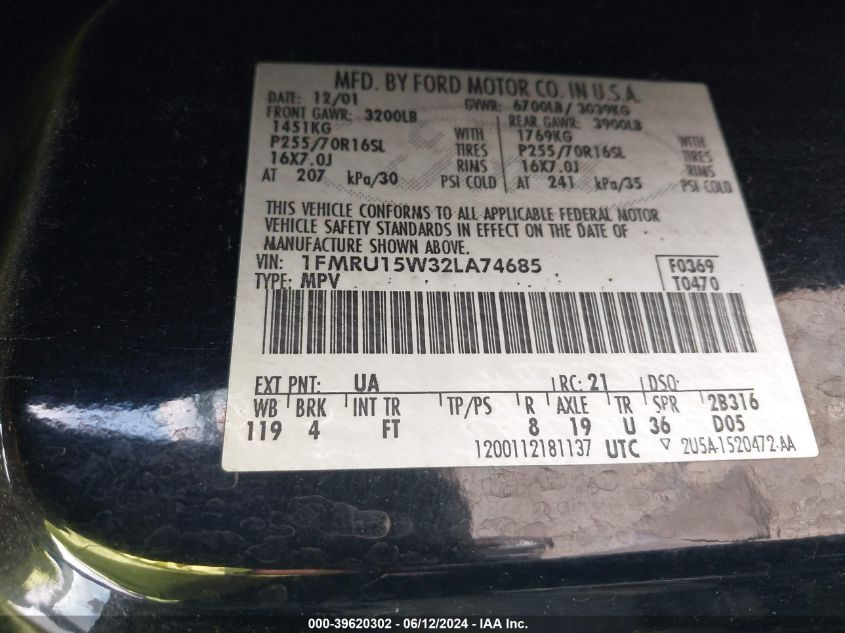 MFD. BY FORD MOTOR CO. IN U.S.A.
DATE: 12/01 GVWR: 6700LB/ 3039KG
FRONT GAWR: 3200LB REAR GAWR: 3900LB
1451KG WITH 1769KG WITH
P255/70R16SL TIRES P255/70R16SL TIRES
16X7.0J RIMS 16X7.0J RIMS
AT 207 kPa/30 PSI COLD AT 241 kPa/35 PSI COLD
THIS VEHICLE CONFORMS TO ALL APPLICABLE FEDERAL MOTOR
VEHICLE SAFETY STANDARDS IN EFFECT ON THE DATE OF
MANUFACTURE SHOWN ABOVE.
VIN: 1FMRU15W32LA74685 F0369
TYPE: MPV T0470
EXT PNT: UA RC: 21 DSO:
WB BRK INT TR TP/PS R AXLE TR SPR 2B316
119 4 FT 8 19 U 36 D05
1200112181137 UTC ▽ 2U5A-1520472-AA
000-39620302 - 06/12/2024 - IAA Inc.